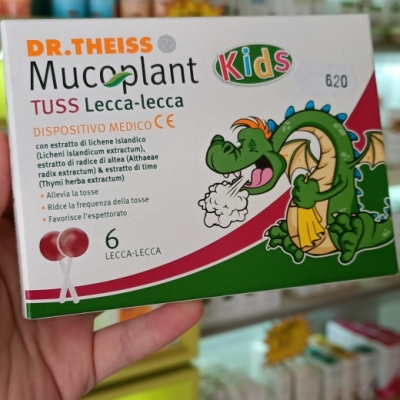 DR.THEISS
Mucoplant Kids
TUSS Lecca-lecca
DISPOSITIVO MEDICO CE
con estratto di lichene islandico
(Licheni islandicum extractum),
estratto di radice di altea (Althaeae
radix extractum) & estratto di timo
(Thymi herba extractum)
• Allevia la tosse
• Ridce la frequenza della tosse
• Favorisce l'espettorato
6
LECCA-LECCA
620